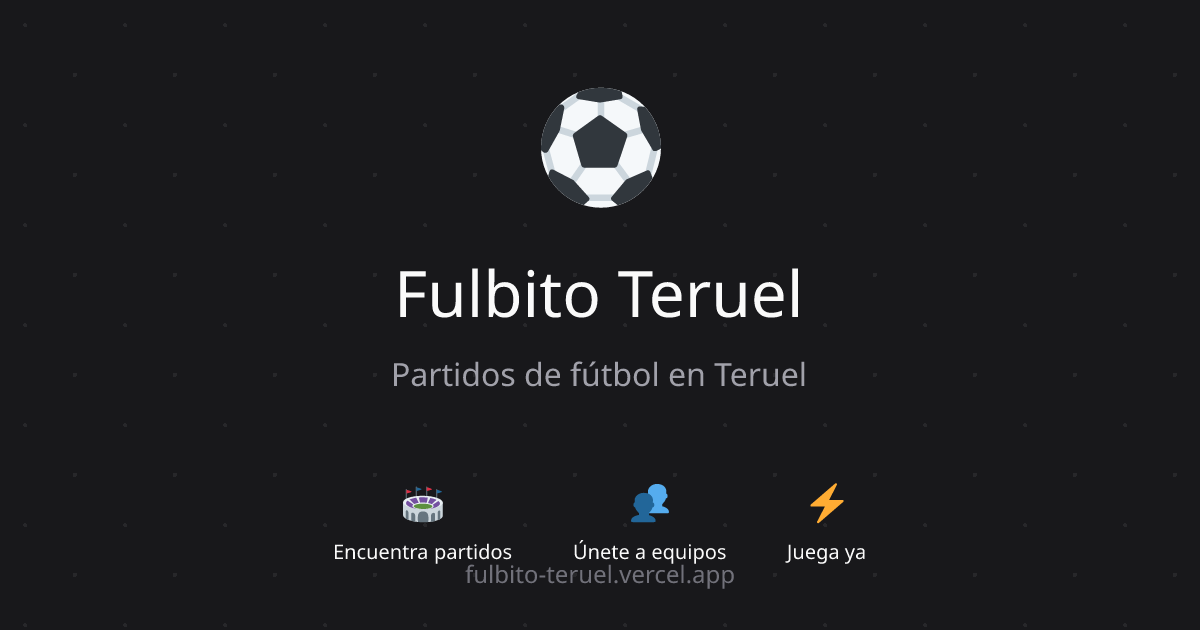 Fulbito Teruel
Partidos de fútbol en Teruel
Encuentra partidos
Únete a equipos
Juega ya
fulbito-teruel.vercel.app